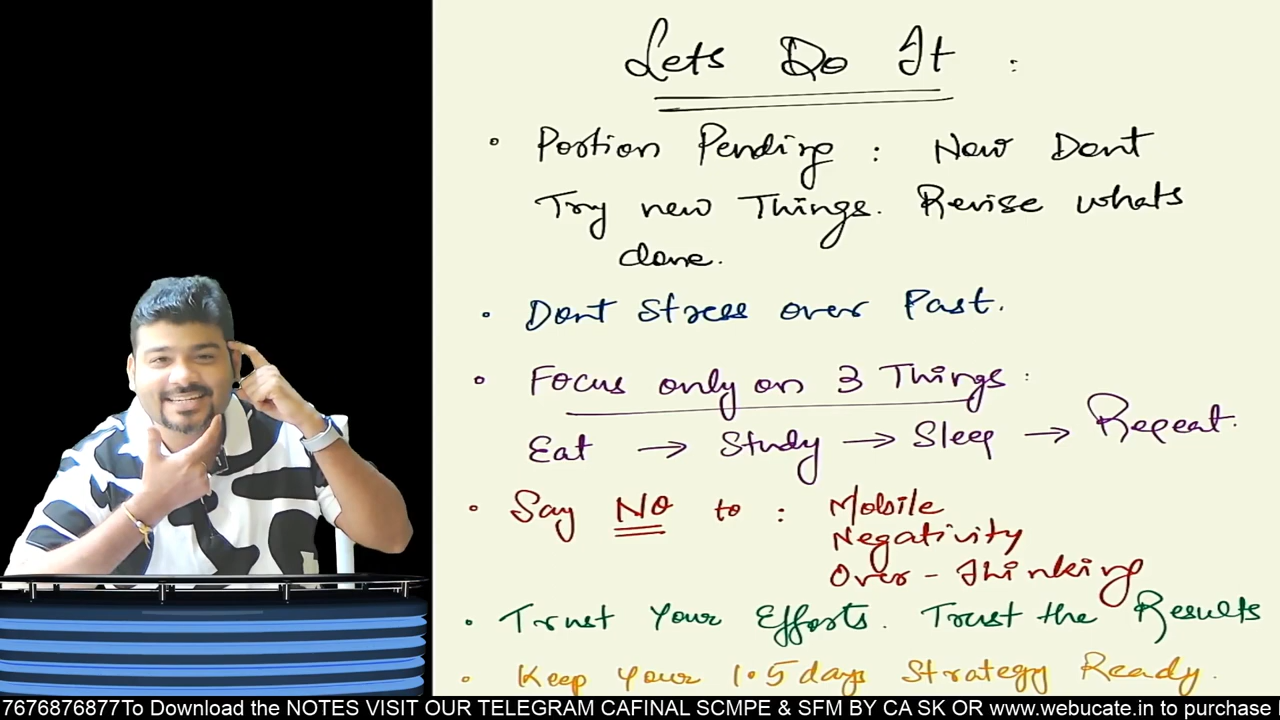 Lets Do It :
• Portion Pending : Now Dont
Try new Things. Revise whats
done.
• Dont Stress over Past.
• Focus only on 3 Things :
Eat → Study → Sleep → Repeat.
• Say NO to : Mobile
Negativity
Over - Thinking
• Trust Your Efforts. Trust the Results
• Keep your 1.5 days Strategy Ready.
7676876877To Download the NOTES VISIT OUR TELEGRAM CAFINAL SCMPE & SFM BY CA SK OR www.webucate.in to purchase